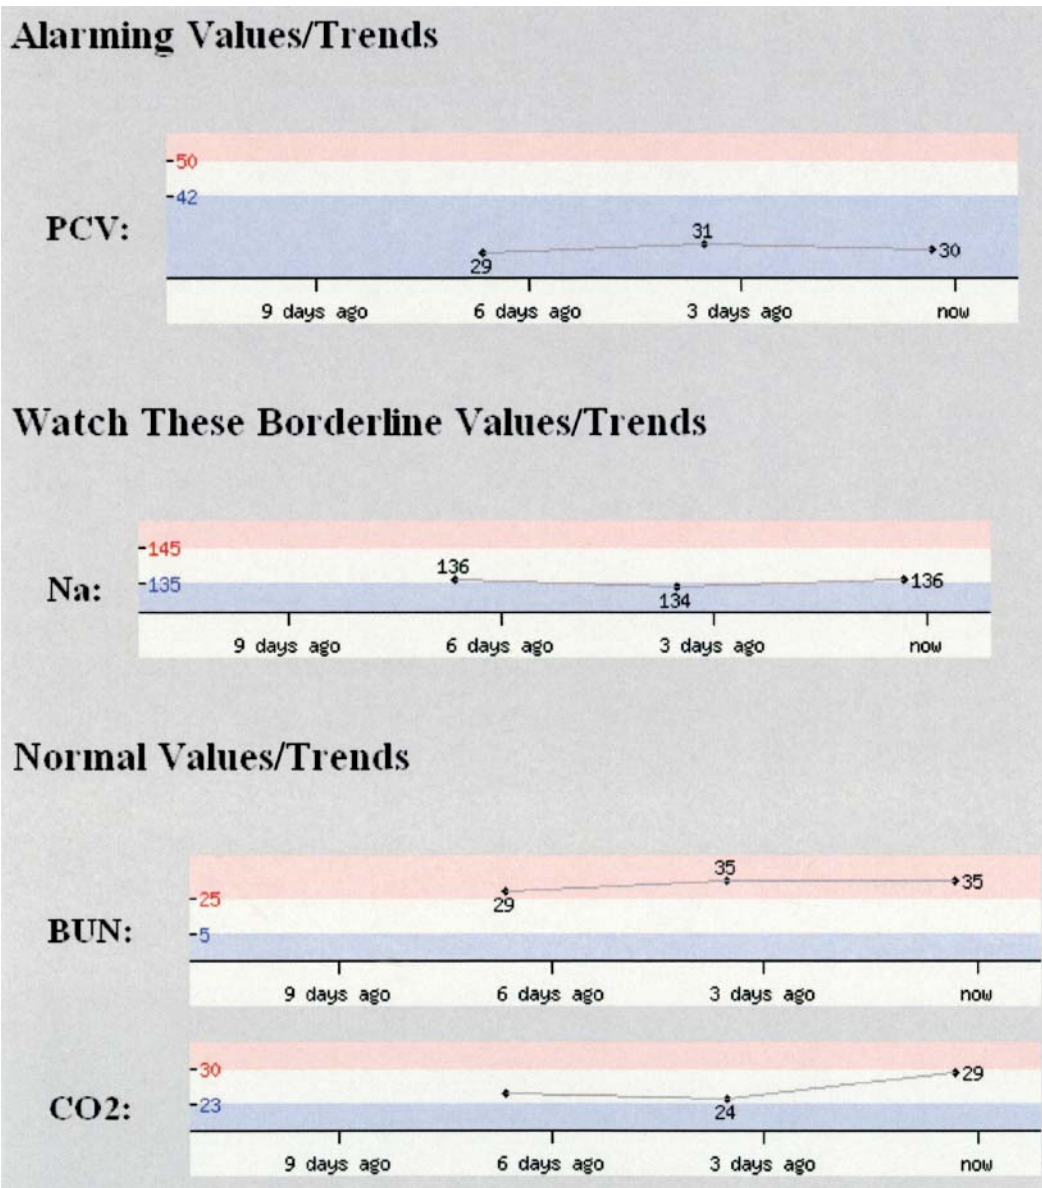 Alarming Values/Trends
50
42
PCV:
31
29
30
9 days ago 6 days ago 3 days ago now
Watch These Borderline Values/Trends
145
136
Na:
135
136
134
9 days ago 6 days ago 3 days ago now
Normal Values/Trends
35
35
25
29
BUN:
5
9 days ago 6 days ago 3 days ago now
30
29
CO2:
23
24
9 days ago 6 days ago 3 days ago now